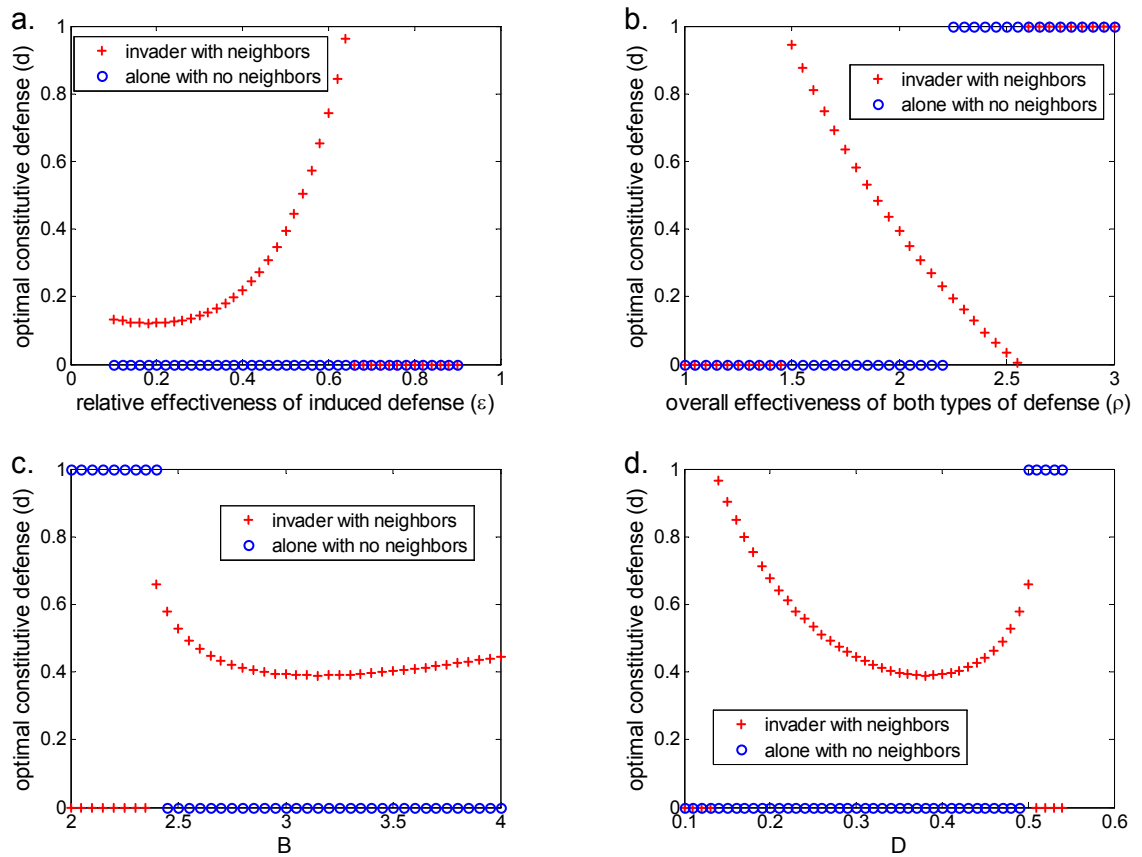 a.
1
0.8
0.6
0.4
0.2
0
optimal constitutive defense (d)
invader with neighbors
alone with no neighbors
0 0.2 0.4 0.6 0.8 1
relative effectiveness of induced defense (ε)
b.
1
0.8
0.6
0.4
0.2
0
optimal constitutive defense (d)
invader with neighbors
alone with no neighbors
1 1.5 2 2.5 3
overall effectiveness of both types of defense (ρ)
c.
1
0.8
0.6
0.4
0.2
0
optimal constitutive defense (d)
invader with neighbors
alone with no neighbors
2 2.5 3 3.5 4
B
d.
1
0.8
0.6
0.4
0.2
0
optimal constitutive defense (d)
invader with neighbors
alone with no neighbors
0.1 0.2 0.3 0.4 0.5 0.6
D